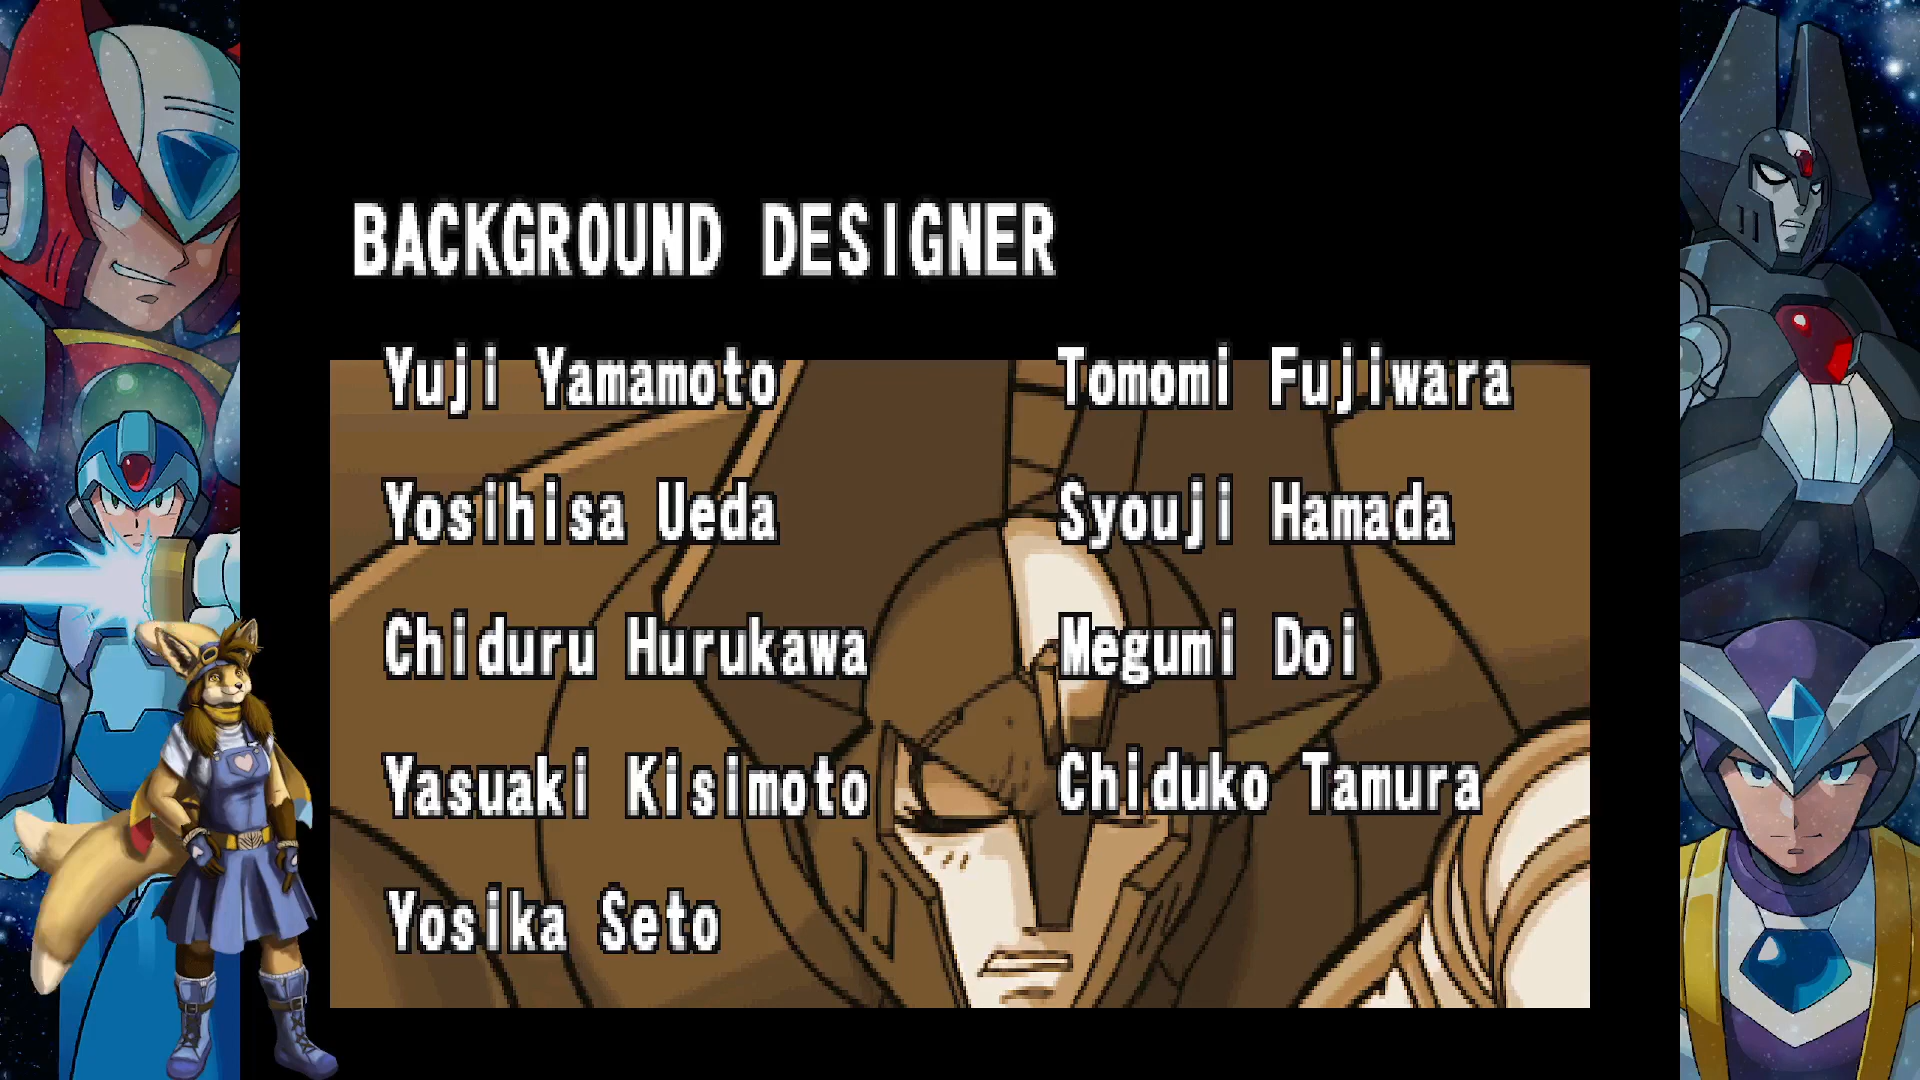 BACKGROUND DESIGNER
Yuji Yamamoto Tomomi Fujiwara
Yosihisa Ueda Syouji Hamada
Chiduru Hurukawa Megumi Doi
Yasuaki Kisimoto Chiduko Tamura
Yosika Seto